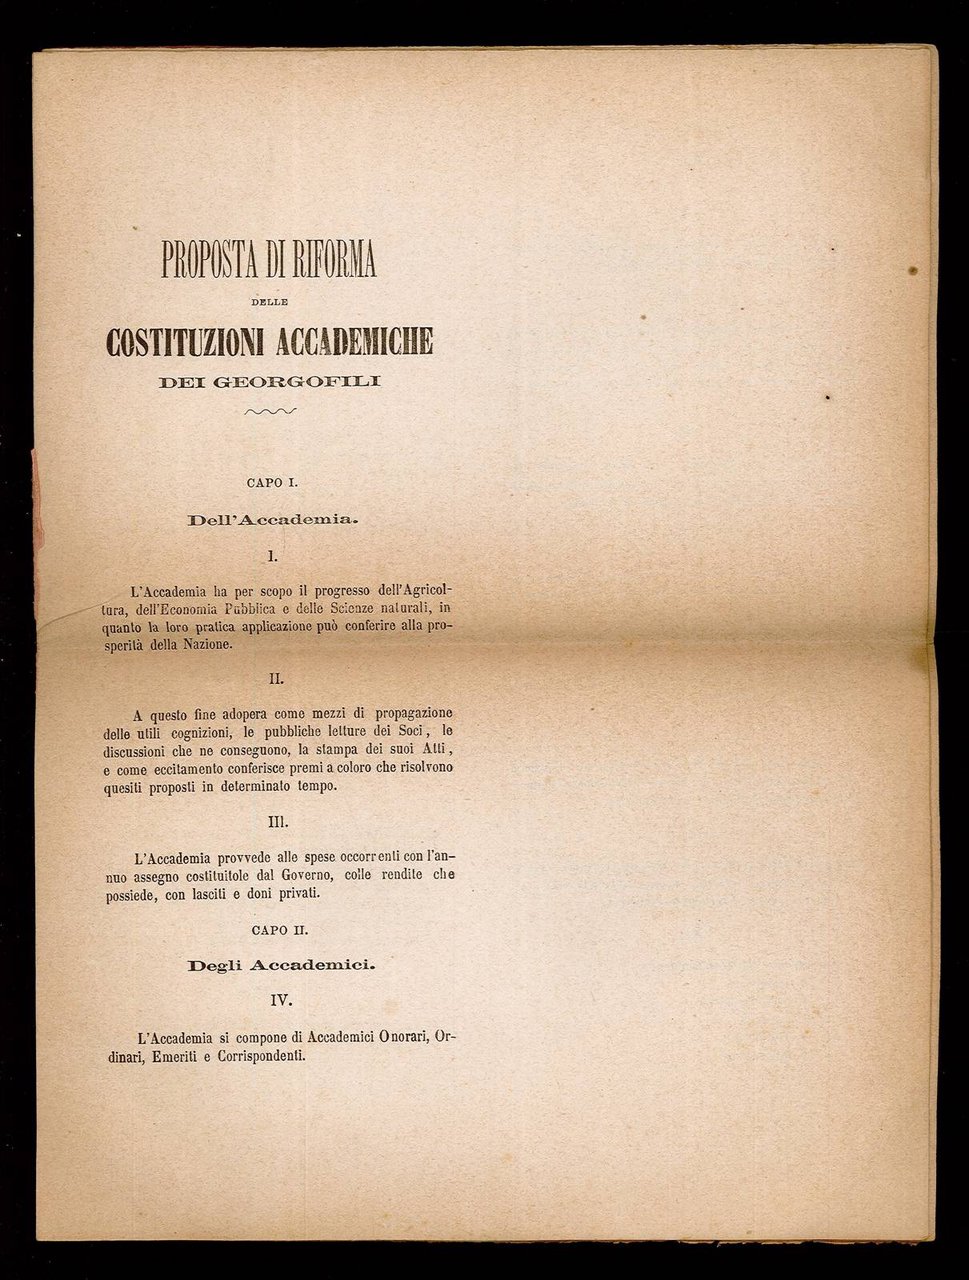 PROPOSTA DI RIFORMA
DELLE
COSTITUZIONI ACCADEMICHE
DEI GEORGOFILI
CAPO I.
Dell'Accademia.
I.
L'Accademia ha per scopo il progresso dell'Agricol-
tura, dell'Economia Pubblica e delle Scienze naturali, in
quanto la loro pratica applicazione può conferire alla pro-
sperità della Nazione.
II.
A questo fine adopera come mezzi di propagazione
delle utili cognizioni, le pubbliche letture dei Soci, le
discussioni che ne conseguono, la stampa dei suoi Atti,
e come eccitamento conferisce premi a coloro che risolvono
quesiti proposti in determinato tempo.
III.
L'Accademia provvede alle spese occorrenti con l'an-
nuo assegno costituitole dal Governo, colle rendite che
possiede, con lasciti e doni privati.
CAPO II.
Degli Accademici.
IV.
L'Accademia si compone di Accademici Onorari, Or-
dinari, Emeriti e Corrispondenti.